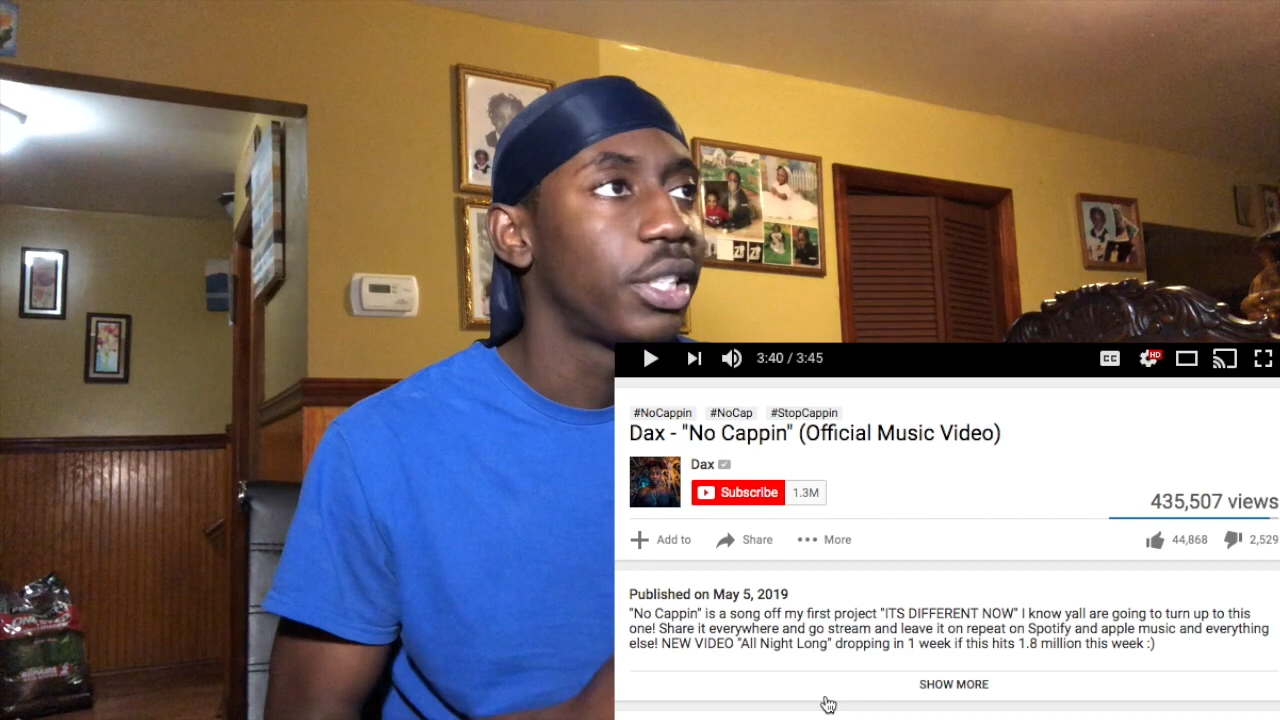 3:40 / 3:45
CC
HD
#NoCappin #NoCap #StopCappin
Dax - "No Cappin" (Official Music Video)
Dax
Subscribe 1.3M
435,507 views
Add to Share More 44,868 2,529
Published on May 5, 2019
"No Cappin" is a song off my first project "ITS DIFFERENT NOW" I know yall are going to turn up to this
one! Share it everywhere and go stream and leave it on repeat on Spotify and apple music and everything
else! NEW VIDEO "All Night Long" dropping in 1 week if this hits 1.8 million this week :)
SHOW MORE